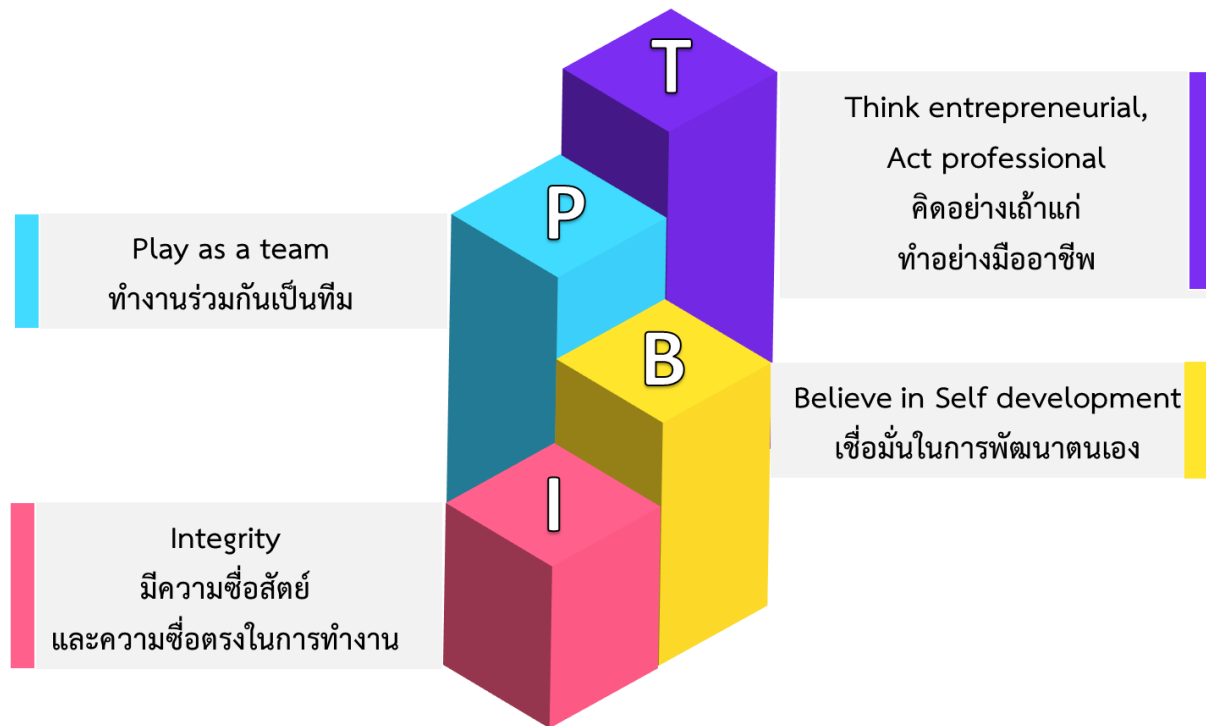 T
Think entrepreneurial,
Act professional
คิดอย่างเถ้าแก่
ทำอย่างมืออาชีพ
P
Play as a team
ทำงานร่วมกันเป็นทีม
B
Believe in Self development
เชื่อมั่นในการพัฒนาตนเอง
I
Integrity
มีความซื่อสัตย์
และความซื่อตรงในการทำงาน